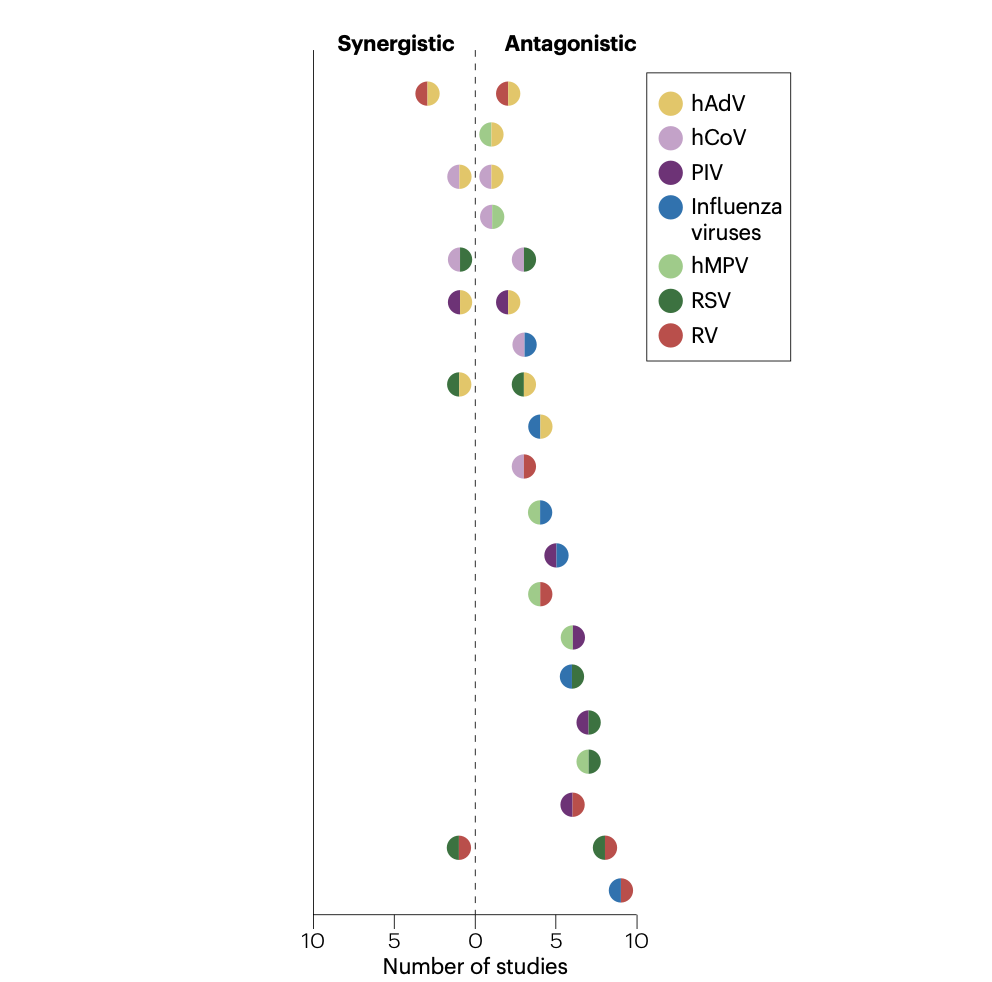 Synergistic Antagonistic
hAdV
hCoV
PIV
Influenza
viruses
hMPV
RSV
RV
10 5 0 5 10
Number of studies